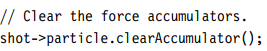 // Clear the force accumulators.
shot->particle.clearAccumulator();